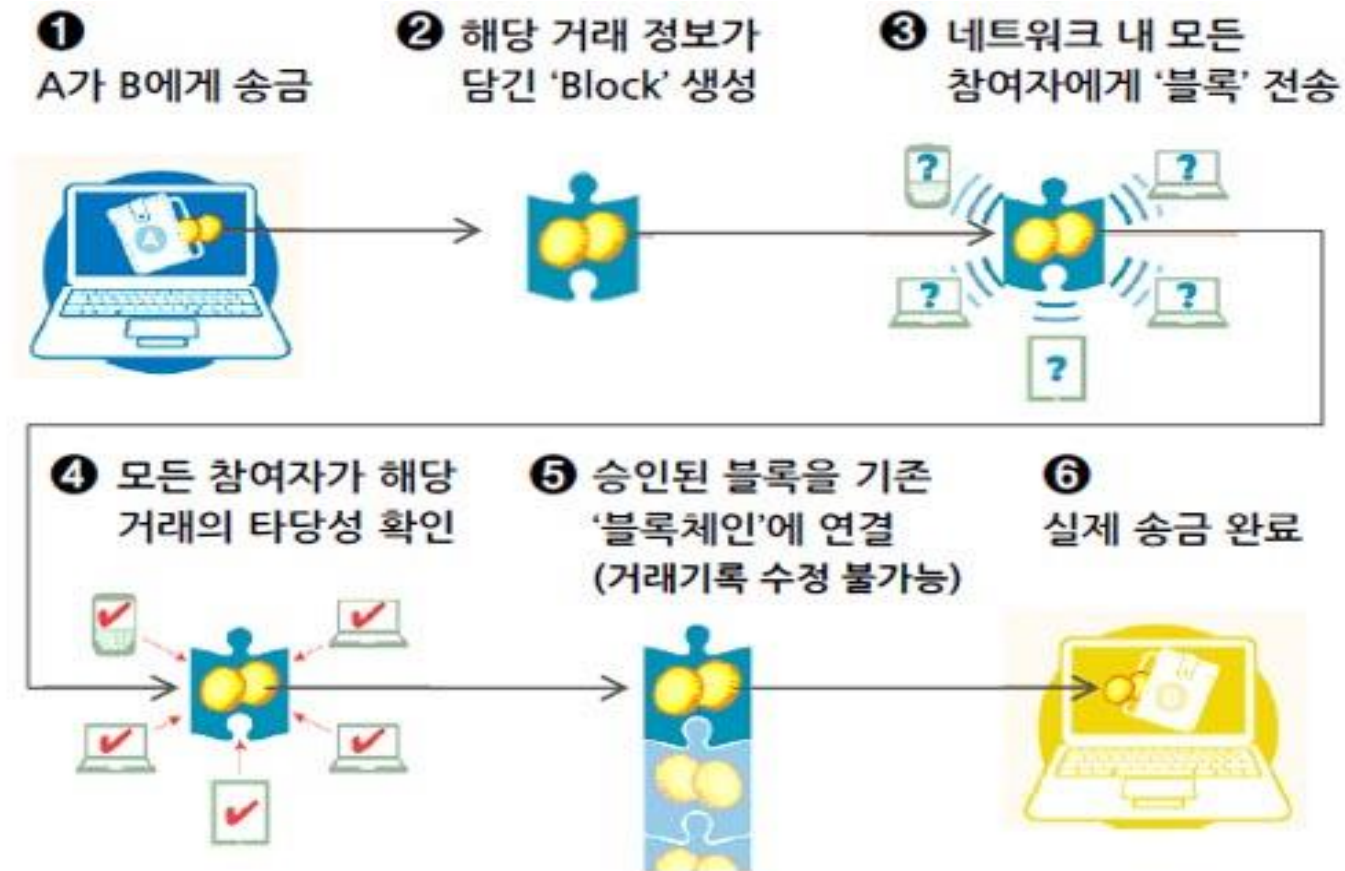 ❶
A가 B에게 송금
❷ 해당 거래 정보가
담긴 ‘Block’ 생성
❸ 네트워크 내 모든
참여자에게 ‘블록’ 전송
A
?
?
?
?
?
❹ 모든 참여자가 해당
거래의 타당성 확인
❺ 승인된 블록을 기존
‘블록체인’에 연결
(거래기록 수정 불가능)
❻
실제 송금 완료
B